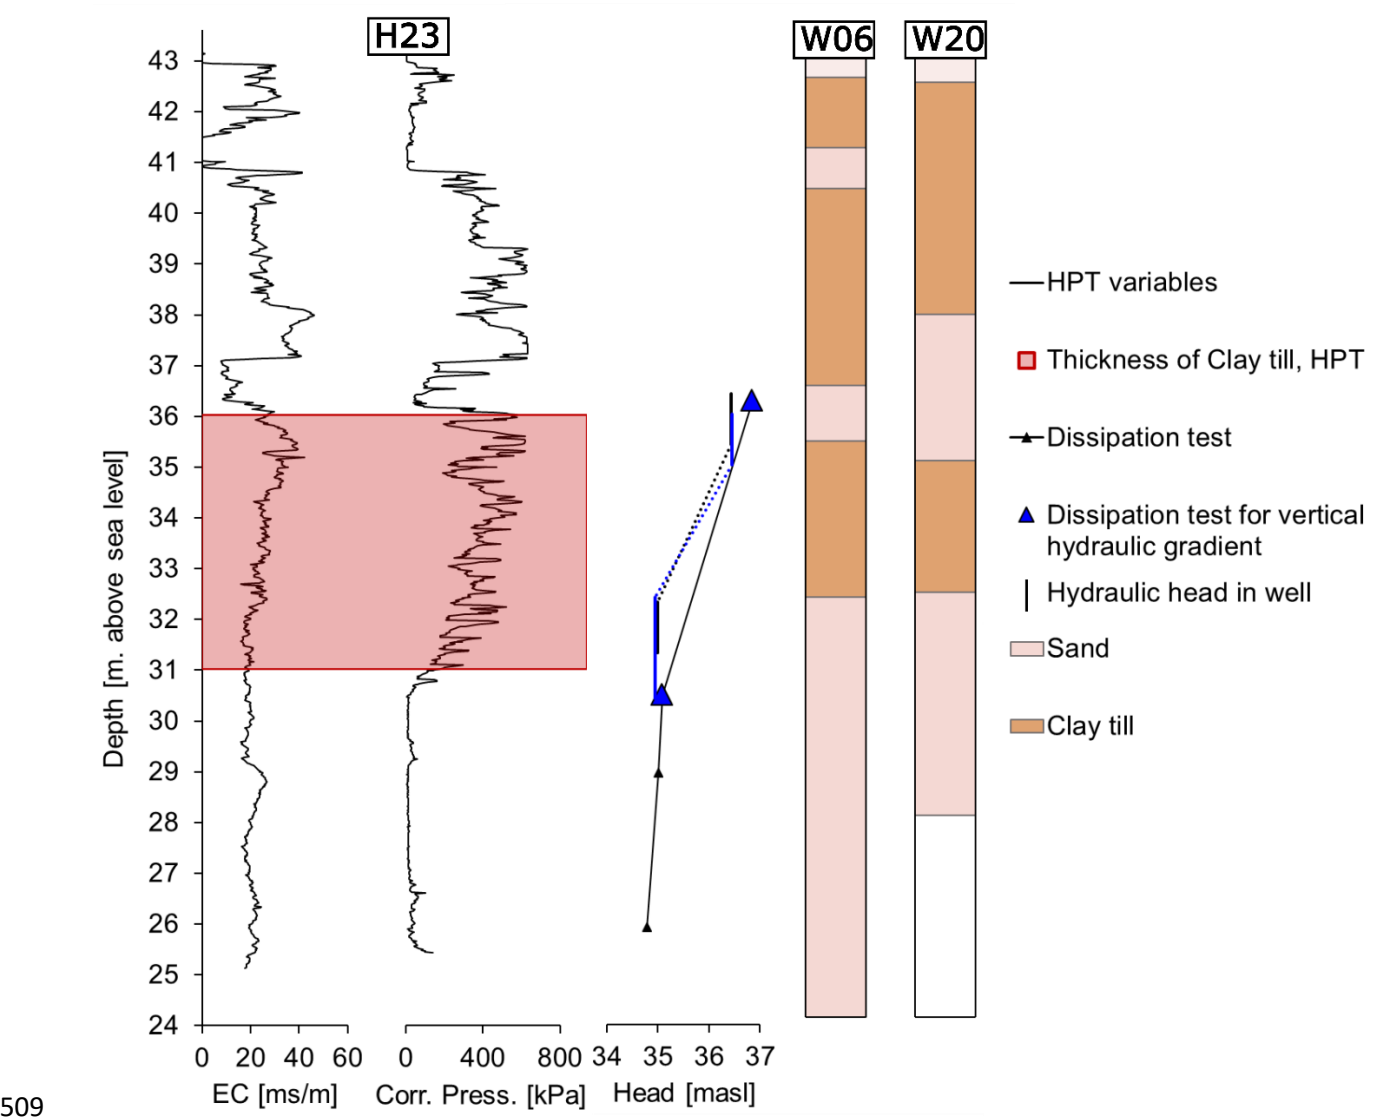 H23
W06
W20
43
42
41
40
39
38
37
36
35
34
33
32
31
30
29
28
27
26
25
24
Depth [m. above sea level]
0 20 40 60
EC [ms/m]
0 400 800
Corr. Press. [kPa]
34 35 36 37
Head [masl]
HPT variables
Thickness of Clay till, HPT
Dissipation test
Dissipation test for vertical
hydraulic gradient
Hydraulic head in well
Sand
Clay till
509